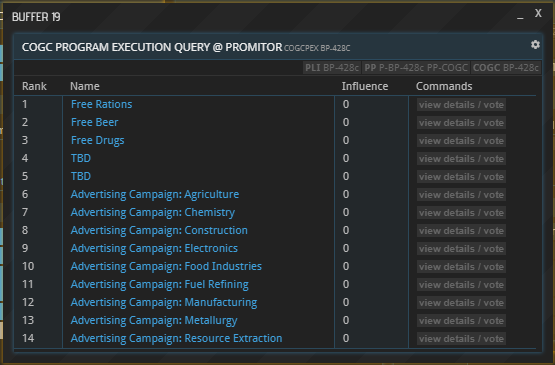 BUFFER 19 _ X
COGC PROGRAM EXECUTION QUERY @ PROMITOR COGCPEX BP-428C
PLI BP-428c PP P-BP-428c PP-COGC COGC BP-428c
Rank Name Influence Commands
1 Free Rations 0 view details / vote
2 Free Beer 0 view details / vote
3 Free Drugs 0 view details / vote
4 TBD 0 view details / vote
5 TBD 0 view details / vote
6 Advertising Campaign: Agriculture 0 view details / vote
7 Advertising Campaign: Chemistry 0 view details / vote
8 Advertising Campaign: Construction 0 view details / vote
9 Advertising Campaign: Electronics 0 view details / vote
10 Advertising Campaign: Food Industries 0 view details / vote
11 Advertising Campaign: Fuel Refining 0 view details / vote
12 Advertising Campaign: Manufacturing 0 view details / vote
13 Advertising Campaign: Metallurgy 0 view details / vote
14 Advertising Campaign: Resource Extraction 0 view details / vote